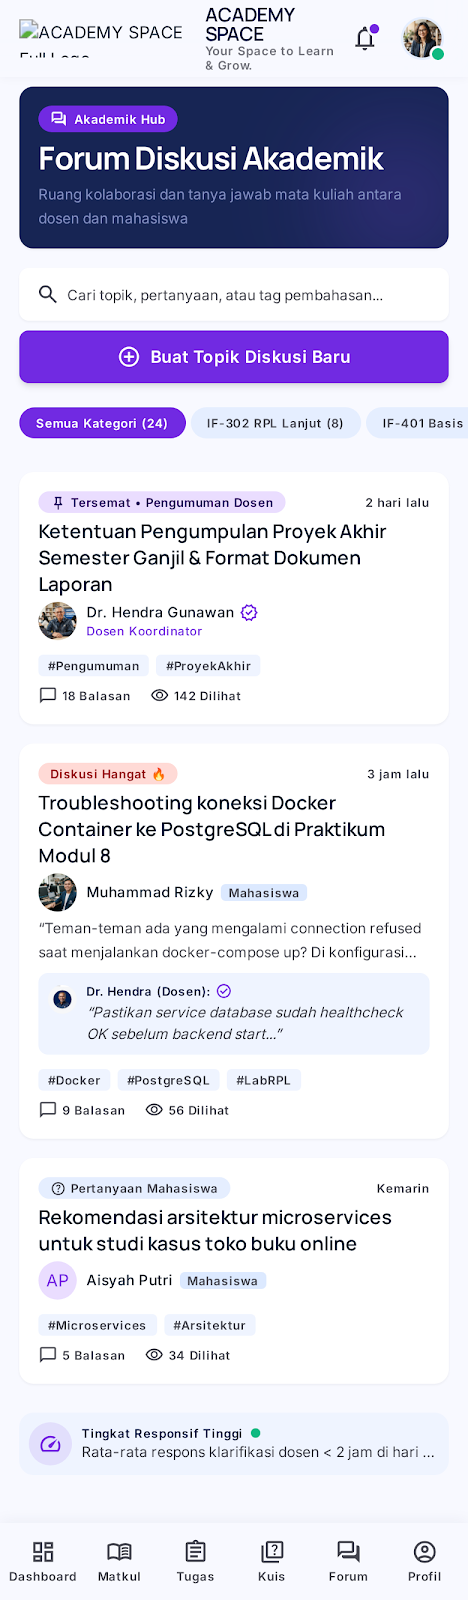 ACADEMY SPACE
Full Logo
ACADEMY
SPACE
Your Space to Learn
& Grow.
Akademik Hub
Forum Diskusi Akademik
Ruang kolaborasi dan tanya jawab mata kuliah antara
dosen dan mahasiswa
Cari topik, pertanyaan, atau tag pembahasan...
Buat Topik Diskusi Baru
Semua Kategori (24) IF-302 RPL Lanjut (8) IF-401 Basis
Tersemat • Pengumuman Dosen 2 hari lalu
Ketentuan Pengumpulan Proyek Akhir
Semester Ganjil & Format Dokumen
Laporan
Dr. Hendra Gunawan
Dosen Koordinator
#Pengumuman #ProyekAkhir
18 Balasan 142 Dilihat
Diskusi Hangat 🔥 3 jam lalu
Troubleshooting koneksi Docker
Container ke PostgreSQL di Praktikum
Modul 8
Muhammad Rizky Mahasiswa
“Teman-teman ada yang mengalami connection refused
saat menjalankan docker-compose up? Di konfigurasi...
Dr. Hendra (Dosen):
“Pastikan service database sudah healthcheck
OK sebelum backend start...”
#Docker #PostgreSQL #LabRPL
9 Balasan 56 Dilihat
Pertanyaan Mahasiswa Kemarin
Rekomendasi arsitektur microservices
untuk studi kasus toko buku online
AP Aisyah Putri Mahasiswa
#Microservices #Arsitektur
5 Balasan 34 Dilihat
Tingkat Responsif Tinggi
Rata-rata respons klarifikasi dosen < 2 jam di hari ...
Dashboard Matkul Tugas Kuis Forum Profil